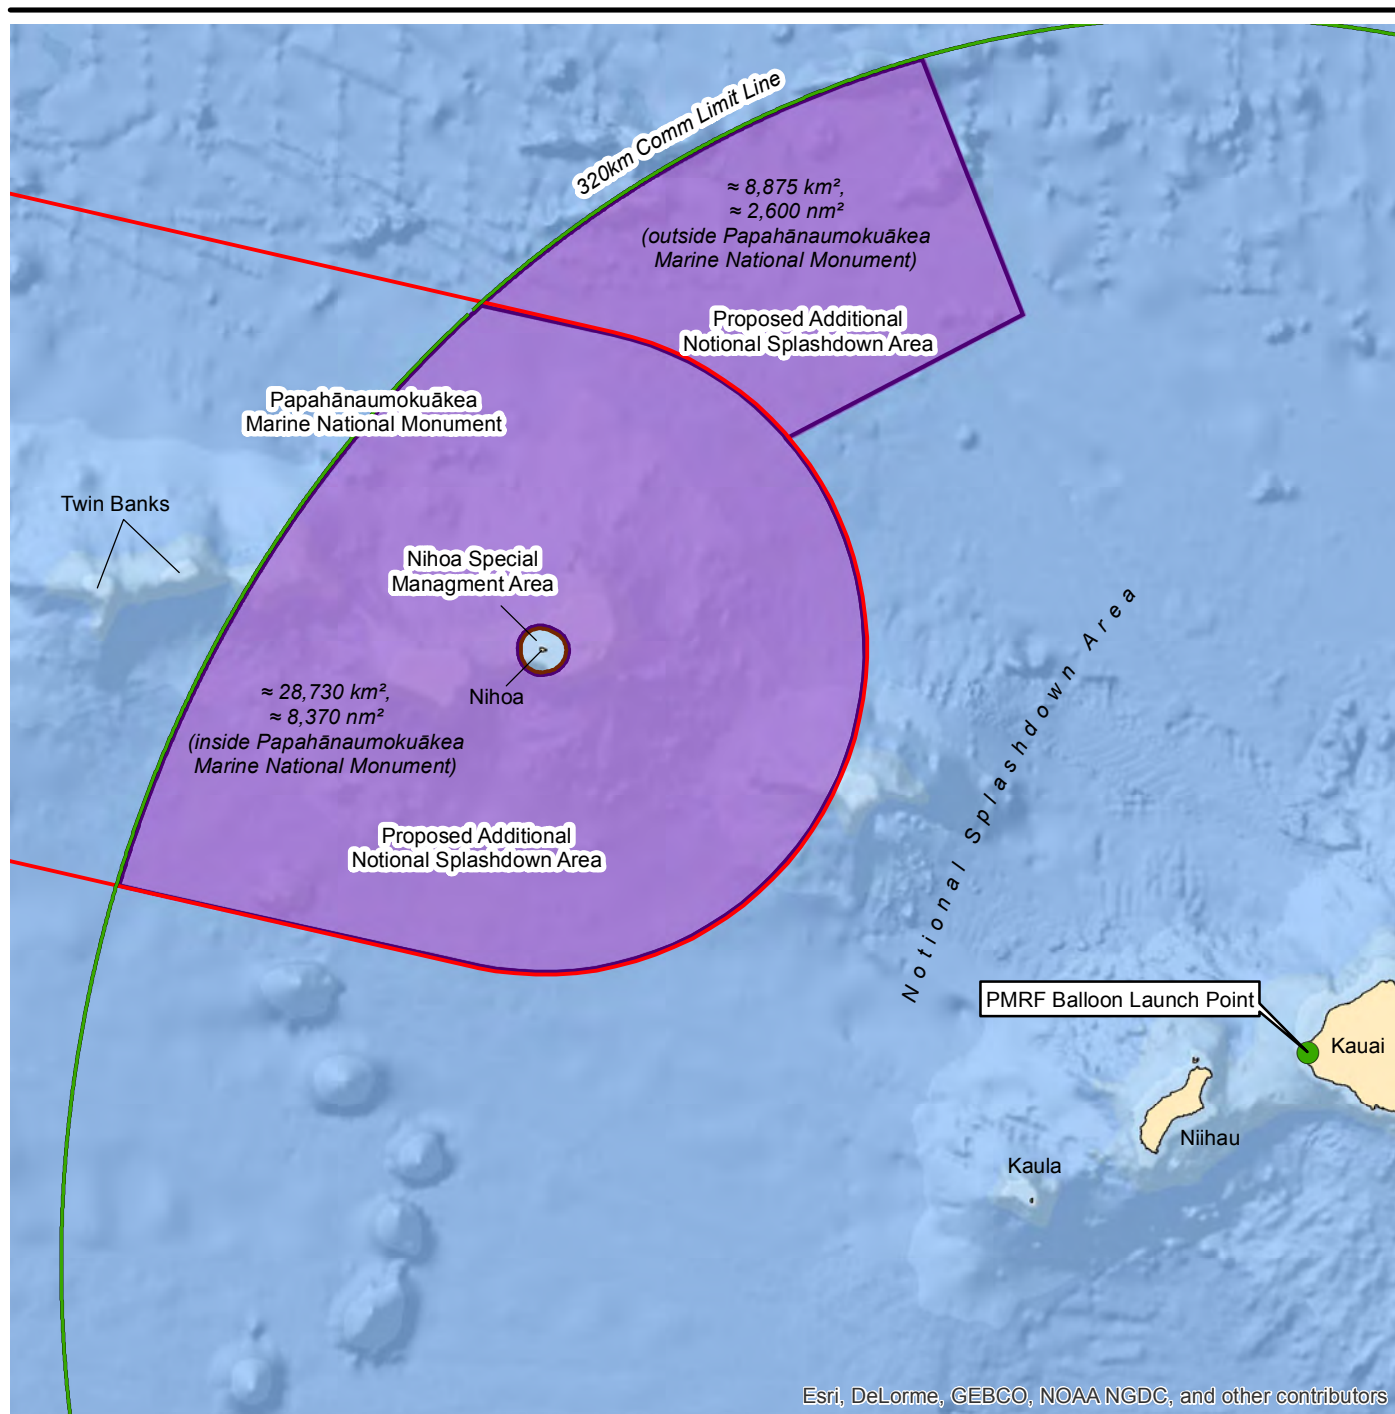 320km Comm Limit Line
≈ 8,875 km²,
≈ 2,600 nm²
(outside Papahānaumokuākea
Marine National Monument)
Proposed Additional
Notional Splashdown Area
Papahānaumokuākea
Marine National Monument
Twin Banks
Nihoa Special
Managment Area
Nihoa
≈ 28,730 km²,
≈ 8,370 nm²
(inside Papahānaumokuākea
Marine National Monument)
Proposed Additional
Notional Splashdown Area
Notional Splashdown Area
PMRF Balloon Launch Point
Kauai
Niihau
Kaula
Esri, DeLorme, GEBCO, NOAA NGDC, and other contributors